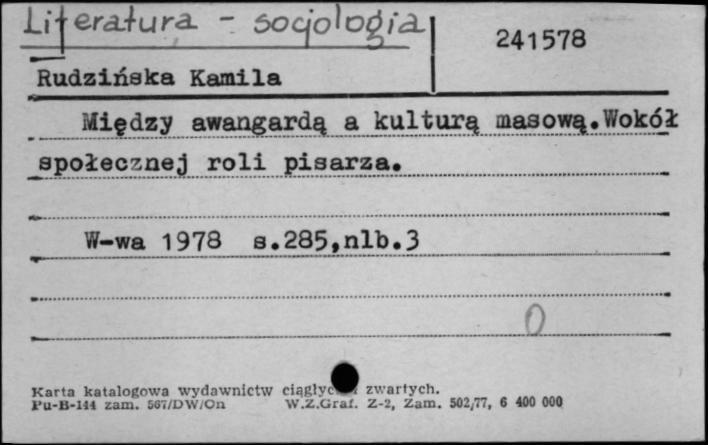 Literatura - socjologia
241578
Rudzińska Kamila
Między awangardą a kulturą masową.Wokół
społecznej roli pisarza.
W-wa 1978 s.285,nlb.3
0
Karta katalogowa wydawnictw zwartych.
Pu-B-144 zam. 567/DW/On W.Z.Graf. Z-2, Zam. 502/77, 6 400 000